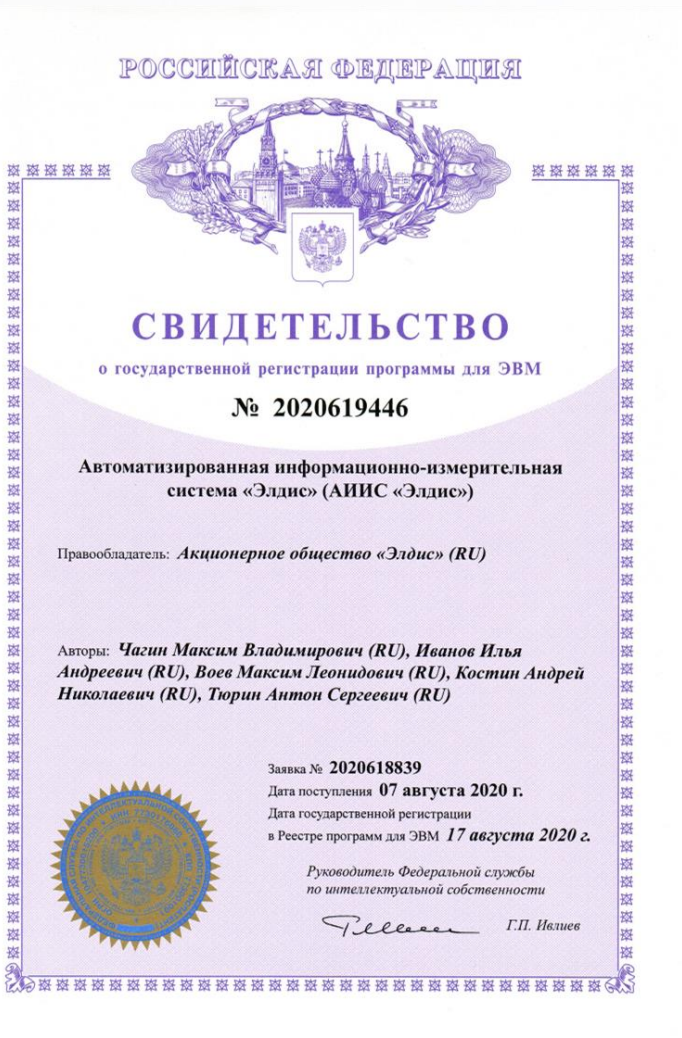 РОССИЙСКАЯ ФЕДЕРАЦИЯ
СВИДЕТЕЛЬСТВО
о государственной регистрации программы для ЭВМ
№ 2020619446
Автоматизированная информационно-измерительная
система «Элдис» (АИИС «Элдис»)
Правообладатель: Акционерное общество «Элдис» (RU)
Авторы: Чагин Максим Владимирович (RU), Иванов Илья
Андреевич (RU), Воев Максим Леонидович (RU), Костин Андрей
Николаевич (RU), Тюрин Антон Сергеевич (RU)
Заявка № 2020618839
Дата поступления 07 августа 2020 г.
Дата государственной регистрации
в Реестре программ для ЭВМ 17 августа 2020 г.
Руководитель Федеральной службы
по интеллектуальной собственности
Г.П. Ивлиев